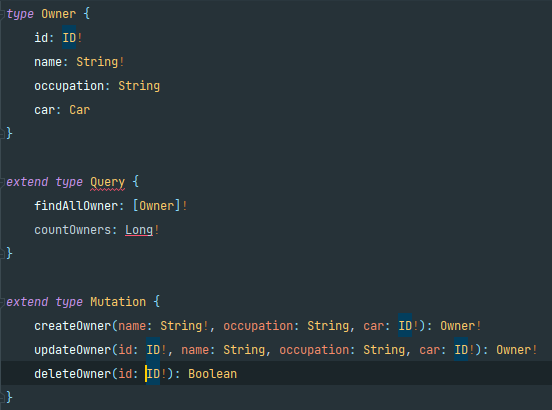 type Owner {
id: ID!
name: String!
occupation: String
car: Car
}
extend type Query {
findAllOwner: [Owner]!
countOwners: Long!
}
extend type Mutation {
createOwner(name: String!, occupation: String, car: ID!): Owner!
updateOwner(id: ID!, name: String, occupation: String, car: ID!): Owner!
deleteOwner(id: ID!): Boolean
}